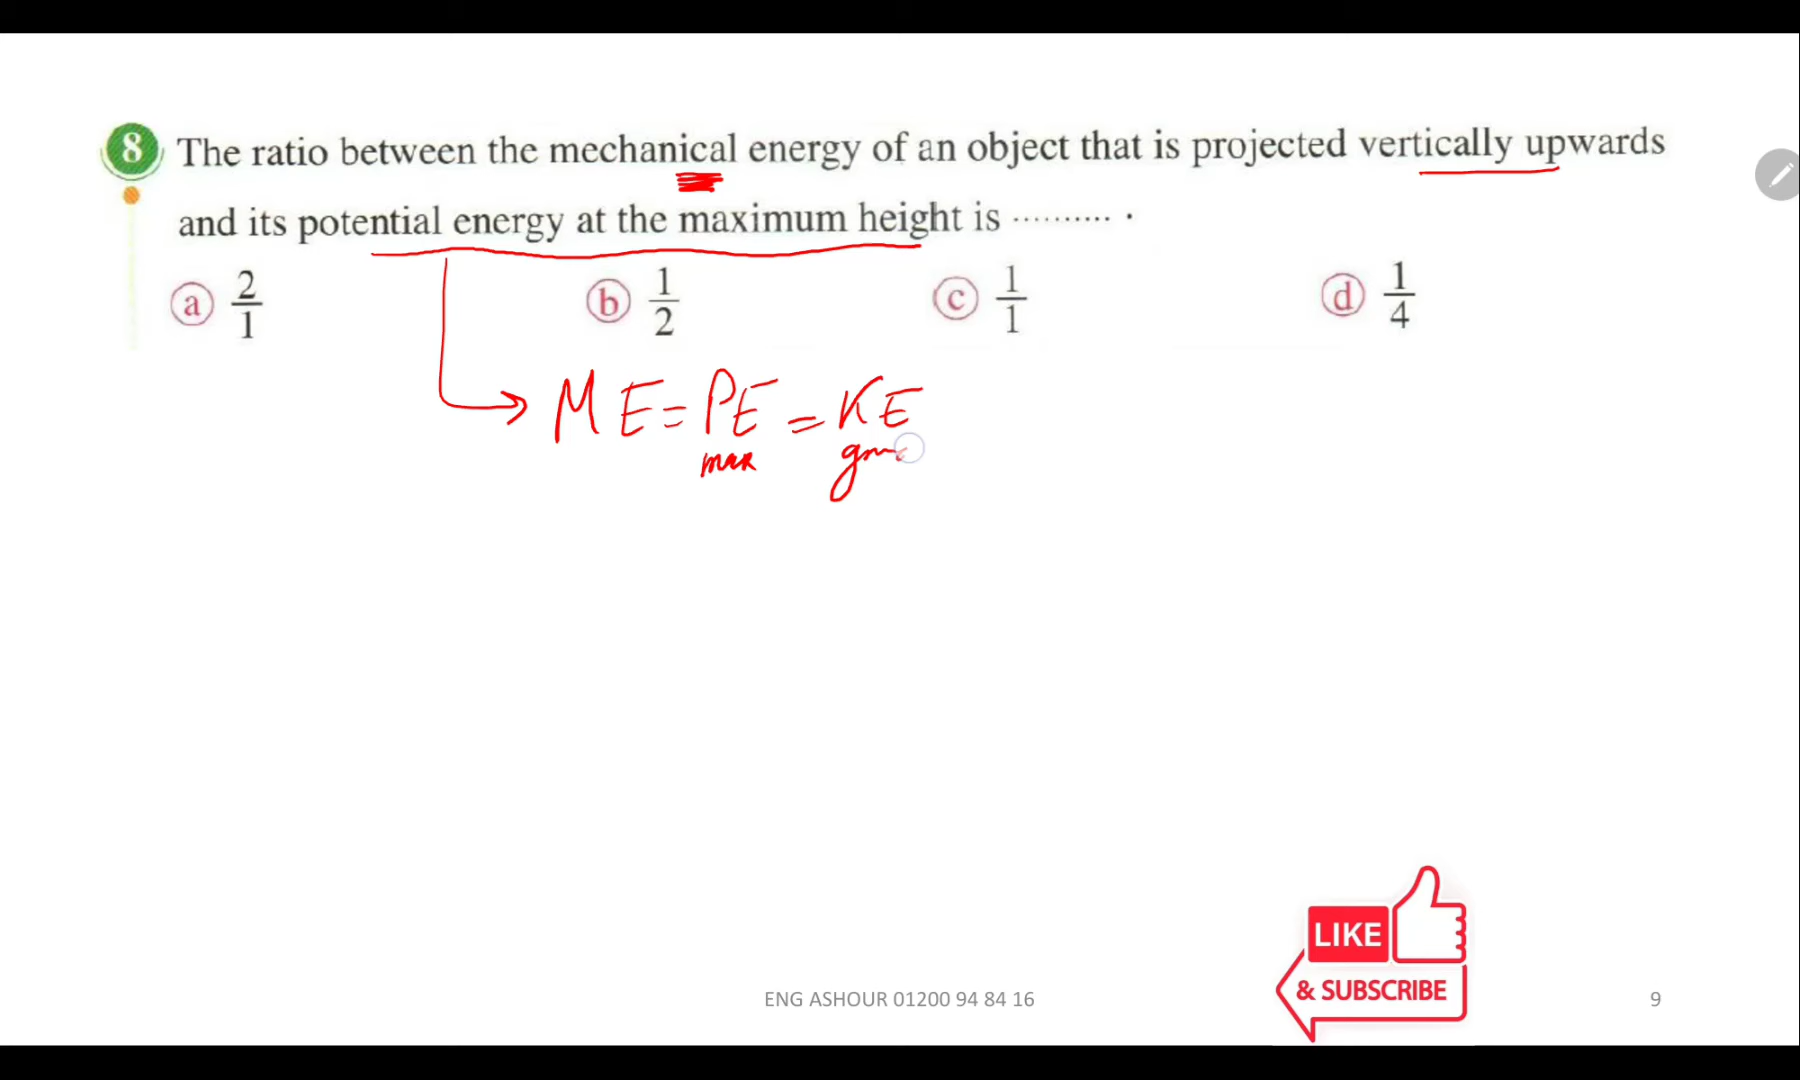 8 The ratio between the mechanical energy of an object that is projected vertically upwards
and its potential energy at the maximum height is .......... .
a 2/1 b 1/2 c 1/1 d 1/4
ME = PE = KE
max
LIKE
& SUBSCRIBE
ENG ASHOUR 01200 94 84 16
9